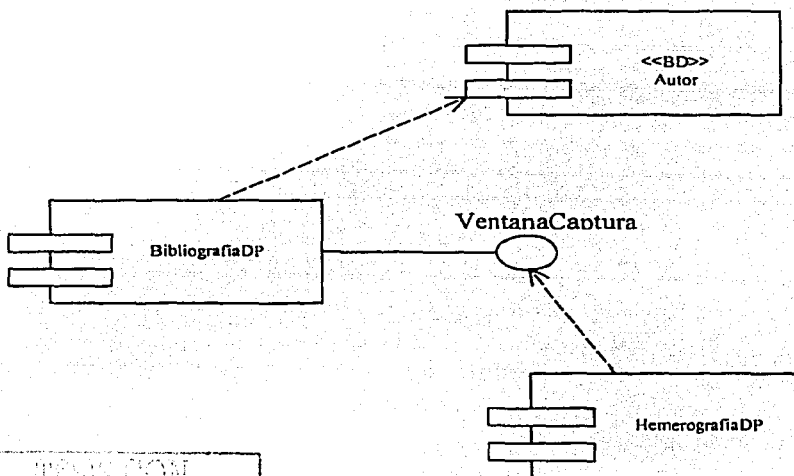 <<BD>>
Autor
VentanaCaptura
BibliografiaDP
HemerografiaDP